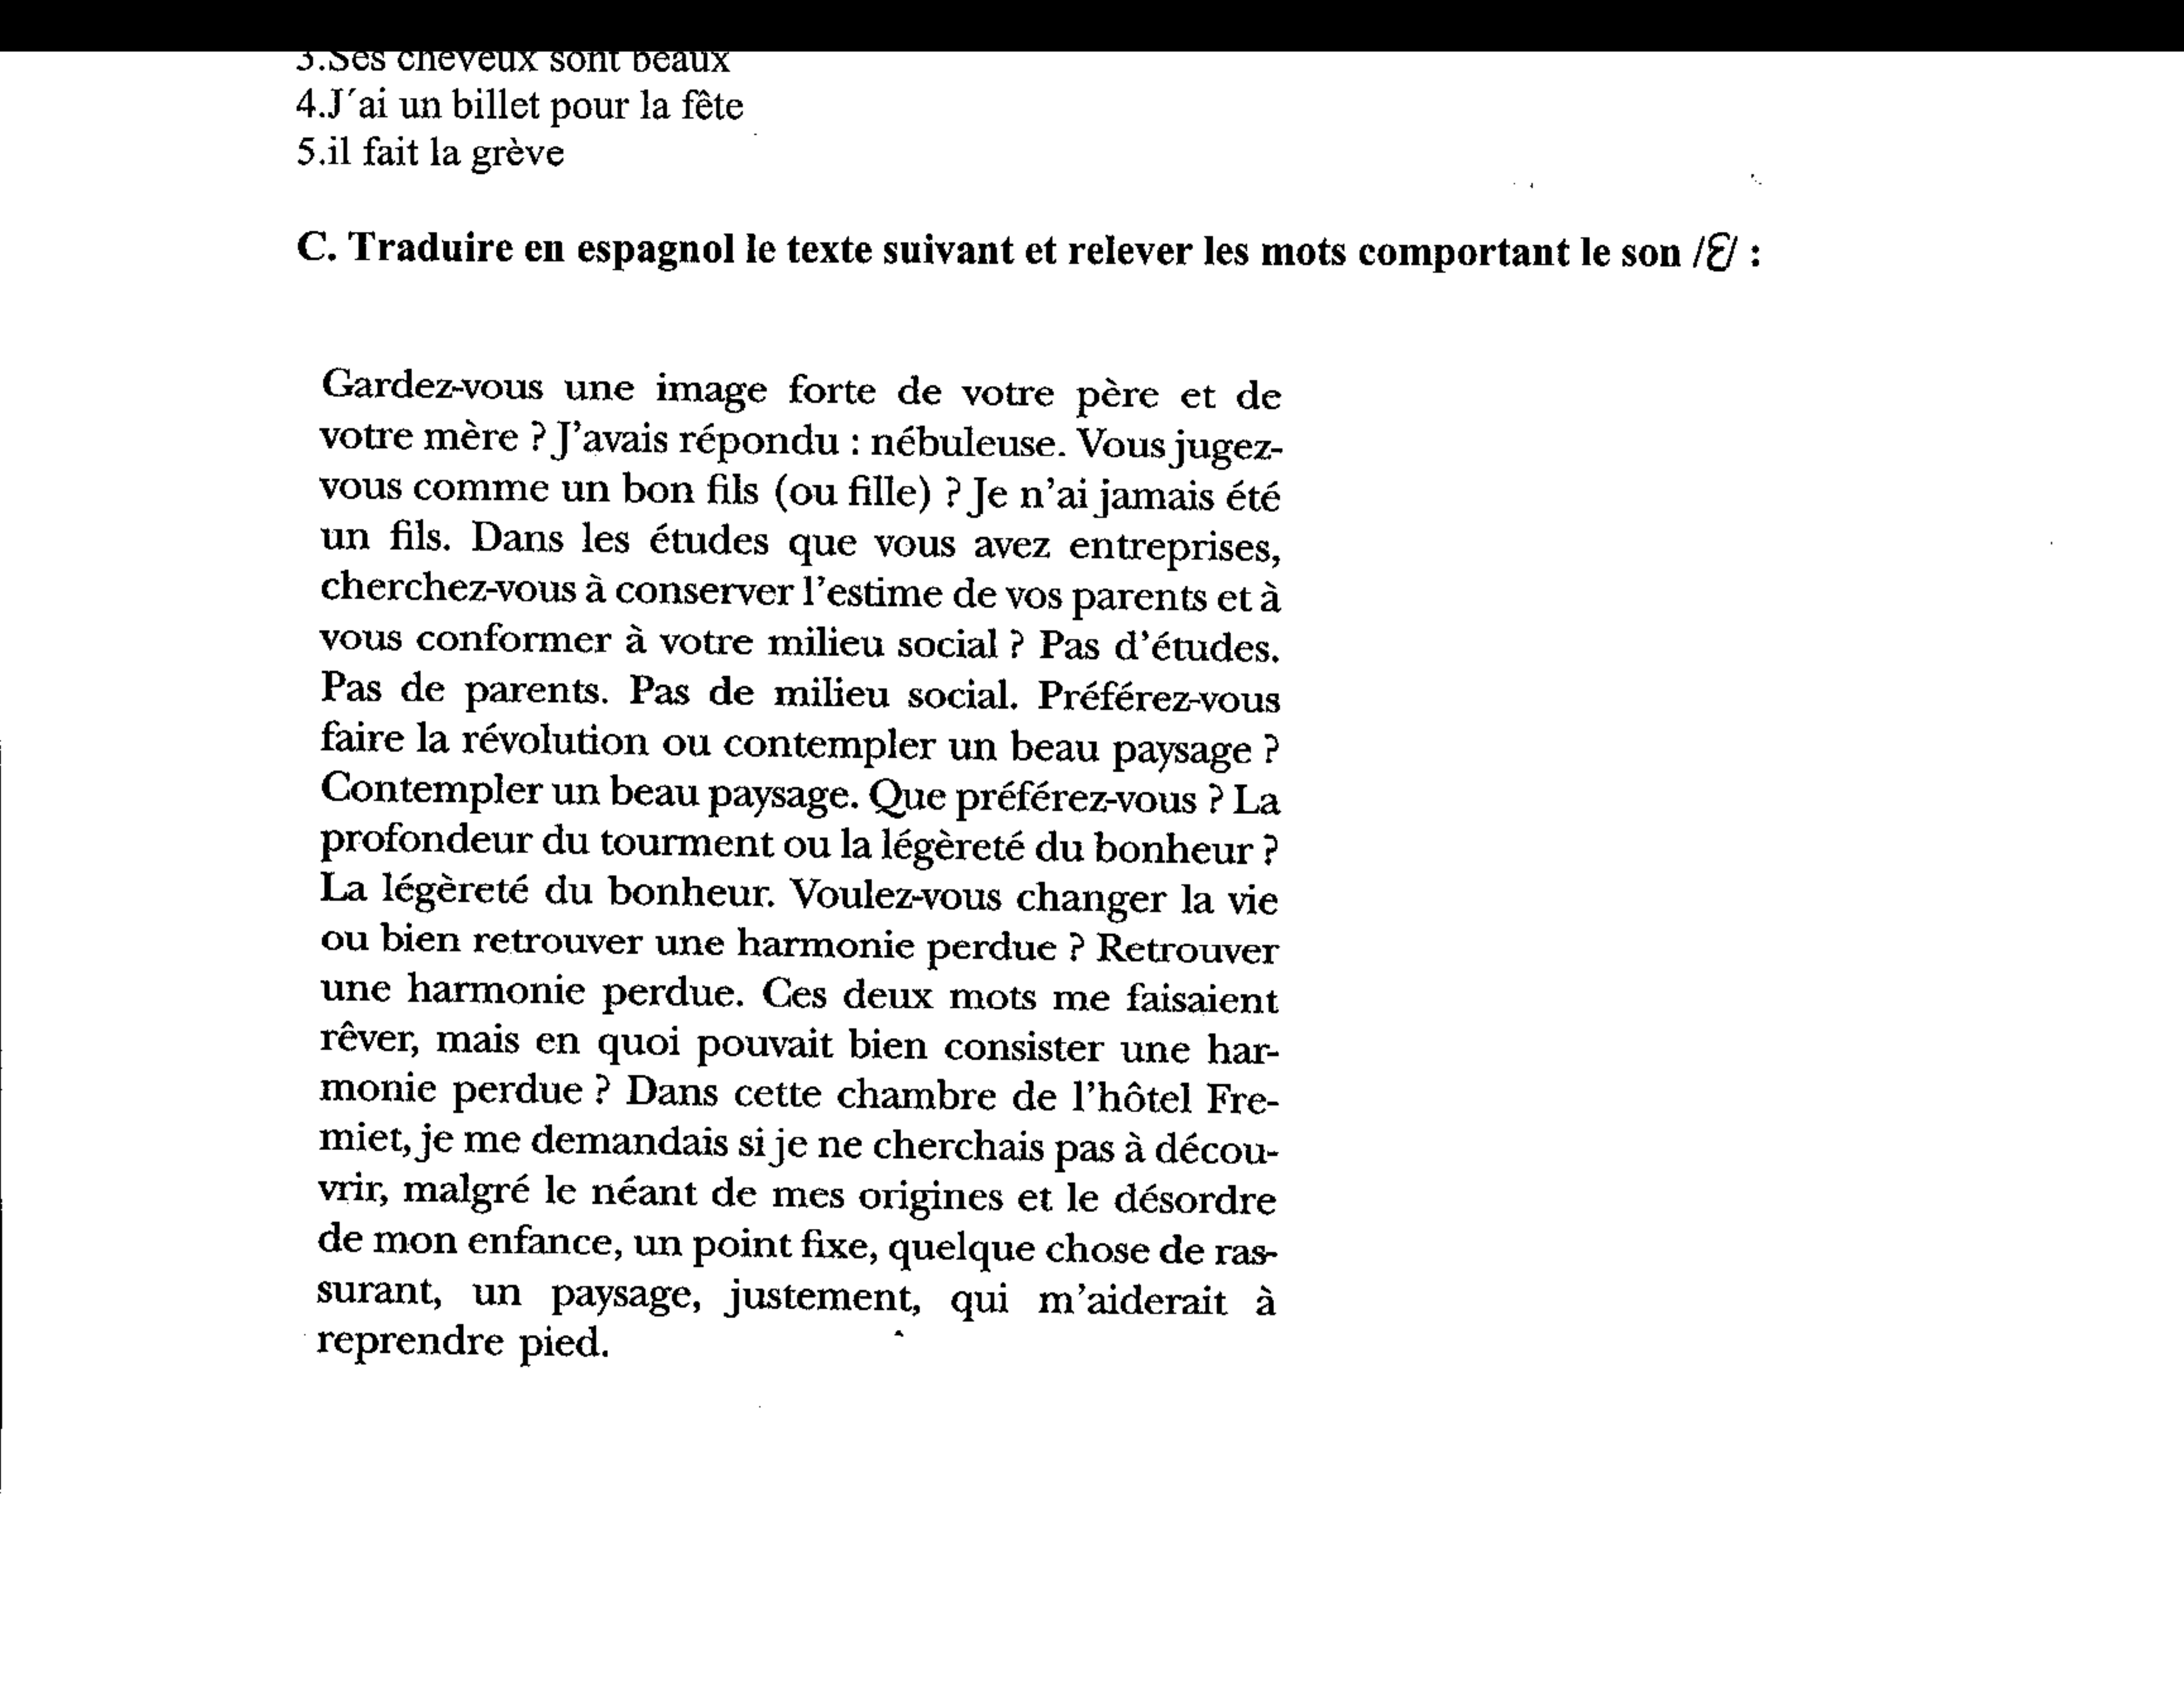 3.Ses cheveux sont beaux
4.J´ai un billet pour la fête
5.il fait la grève
C. Traduire en espagnol le texte suivant et relever les mots comportant le son /Ɛ/ :
Gardez-vous une image forte de votre père et de
votre mère ? J'avais répondu : nébuleuse. Vous jugez-
vous comme un bon fils (ou fille) ? Je n'ai jamais été
un fils. Dans les études que vous avez entreprises,
cherchez-vous à conserver l'estime de vos parents et à
vous conformer à votre milieu social ? Pas d'études.
Pas de parents. Pas de milieu social. Préférez-vous
faire la révolution ou contempler un beau paysage ?
Contempler un beau paysage. Que préférez-vous ? La
profondeur du tourment ou la légèreté du bonheur ?
La légèreté du bonheur. Voulez-vous changer la vie
ou bien retrouver une harmonie perdue ? Retrouver
une harmonie perdue. Ces deux mots me faisaient
rêver, mais en quoi pouvait bien consister une har-
monie perdue ? Dans cette chambre de l'hôtel Fre-
miet, je me demandais si je ne cherchais pas à décou-
vrir, malgré le néant de mes origines et le désordre
de mon enfance, un point fixe, quelque chose de ras-
surant, un paysage, justement, qui m'aiderait à
reprendre pied.